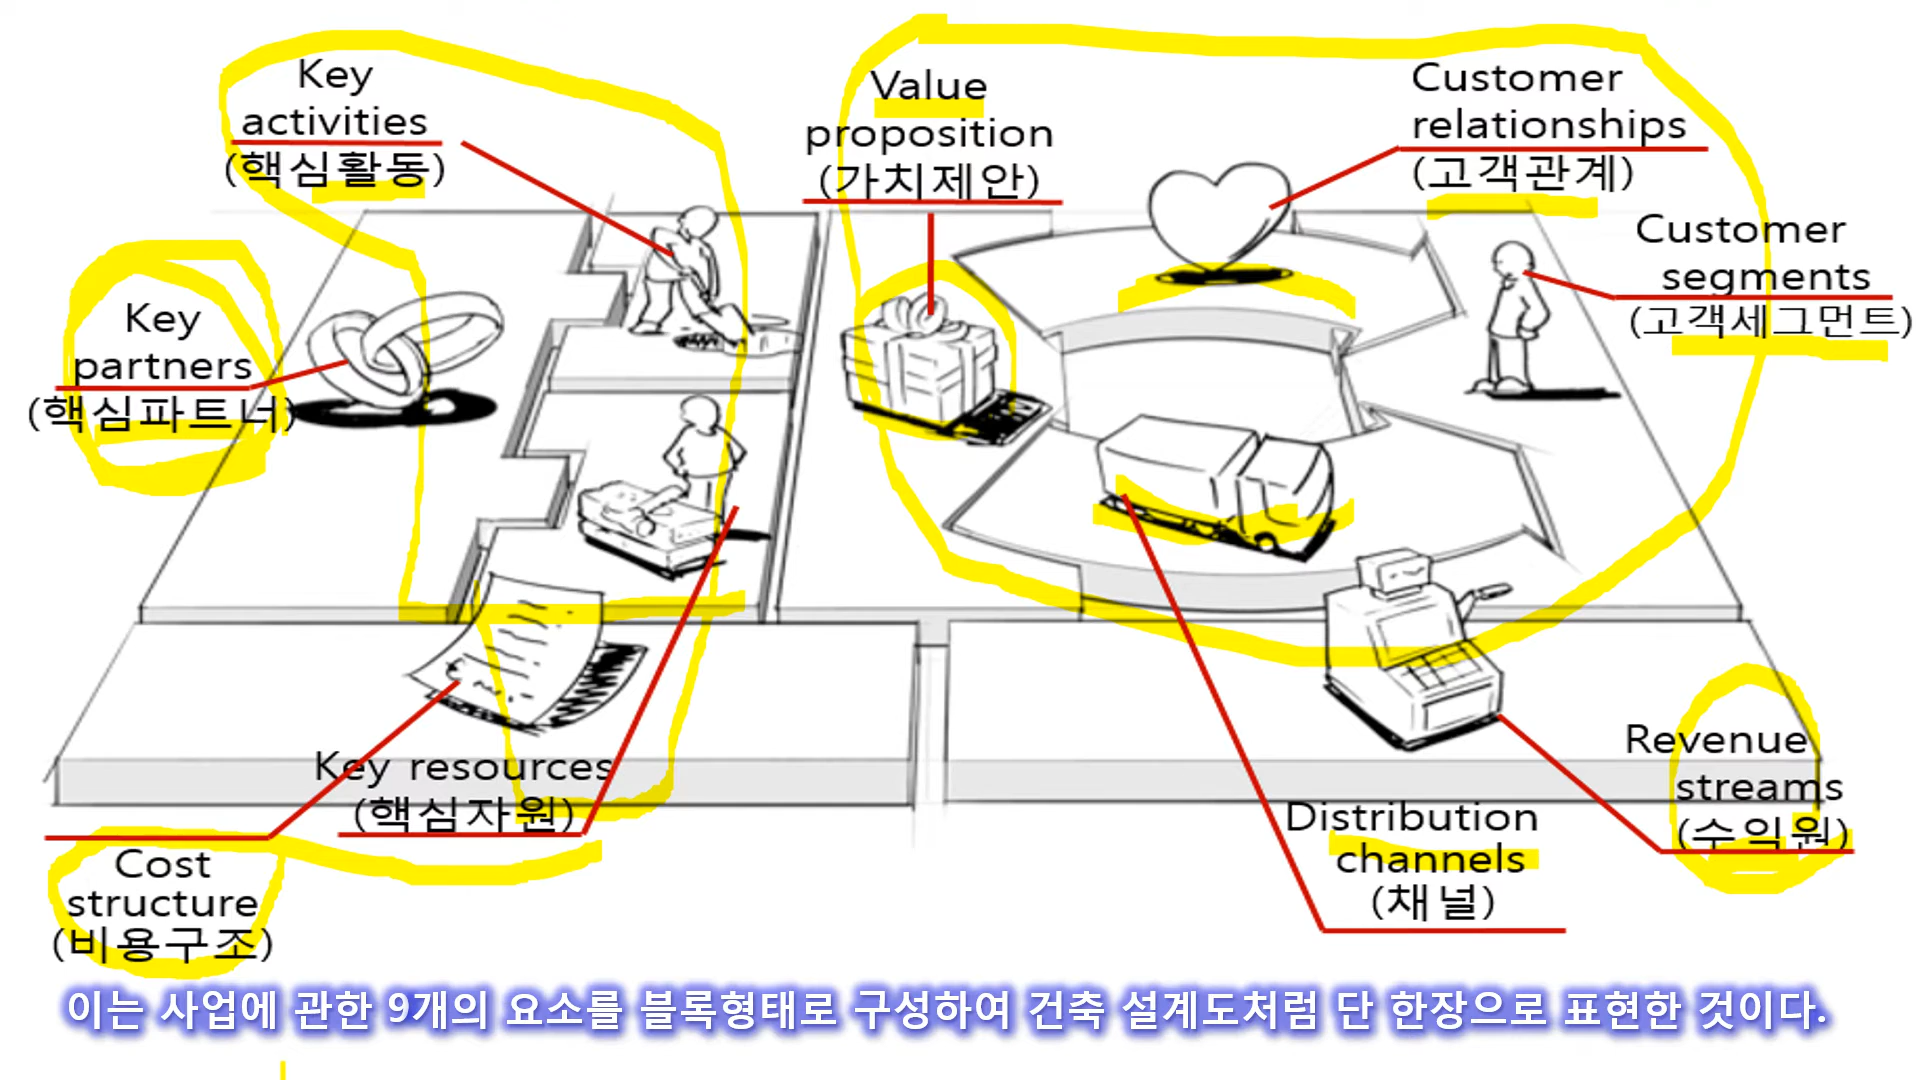 Key
activities
(핵심활동)
Value
proposition
(가치제안)
Customer
relationships
(고객관계)
Customer
segments
(고객세그먼트)
Key
partners
(핵심파트너)
Key resources
(핵심자원)
Cost
structure
(비용구조)
Distribution
channels
(채널)
Revenue
streams
(수익원)
이는 사업에 관한 9개의 요소를 블록형태로 구성하여 건축 설계도처럼 단 한장으로 표현한 것이다.